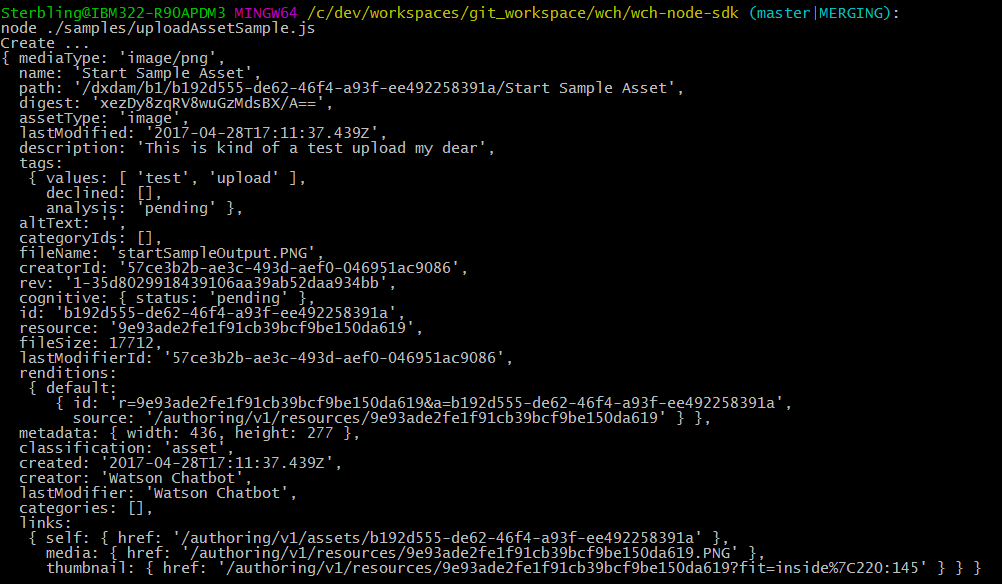 Sterbling@IBM322-R90APDM3 MINGW64 /c/dev/workspaces/git_workspace/wch/wch-node-sdk (master|MERGING):
node ./samples/uploadAssetSample.js
Create ...
{ mediaType: 'image/png',
  name: 'Start Sample Asset',
  path: '/dxdam/b1/b192d555-de62-46f4-a93f-ee492258391a/Start Sample Asset',
  digest: 'xezDy8zqRV8wuGzMdsBX/A==',
  assetType: 'image',
  lastModified: '2017-04-28T17:11:37.439Z',
  description: 'This is kind of a test upload my dear',
  tags:
   { values: [ 'test', 'upload' ],
     declined: [],
     analysis: 'pending' },
  altText: '',
  categoryIds: [],
  fileName: 'startSampleOutput.PNG',
  creatorId: '57ce3b2b-ae3c-493d-aef0-046951ac9086',
  rev: '1-35d8029918439106aa39ab52daa934bb',
  cognitive: { status: 'pending' },
  id: 'b192d555-de62-46f4-a93f-ee492258391a',
  resource: '9e93ade2fe1f91cb39bcf9be150da619',
  fileSize: 17712,
  lastModifierId: '57ce3b2b-ae3c-493d-aef0-046951ac9086',
  renditions:
   { default:
      { id: 'r=9e93ade2fe1f91cb39bcf9be150da619&a=b192d555-de62-46f4-a93f-ee492258391a',
        source: '/authoring/v1/resources/9e93ade2fe1f91cb39bcf9be150da619' } },
  metadata: { width: 436, height: 277 },
  classification: 'asset',
  created: '2017-04-28T17:11:37.439Z',
  creator: 'Watson Chatbot',
  lastModifier: 'Watson Chatbot',
  categories: [],
  links:
   { self: { href: '/authoring/v1/assets/b192d555-de62-46f4-a93f-ee492258391a' },
     media: { href: '/authoring/v1/resources/9e93ade2fe1f91cb39bcf9be150da619.PNG' },
     thumbnail: { href: '/authoring/v1/resources/9e93ade2fe1f91cb39bcf9be150da619?fit=inside%7C220:145' } } }